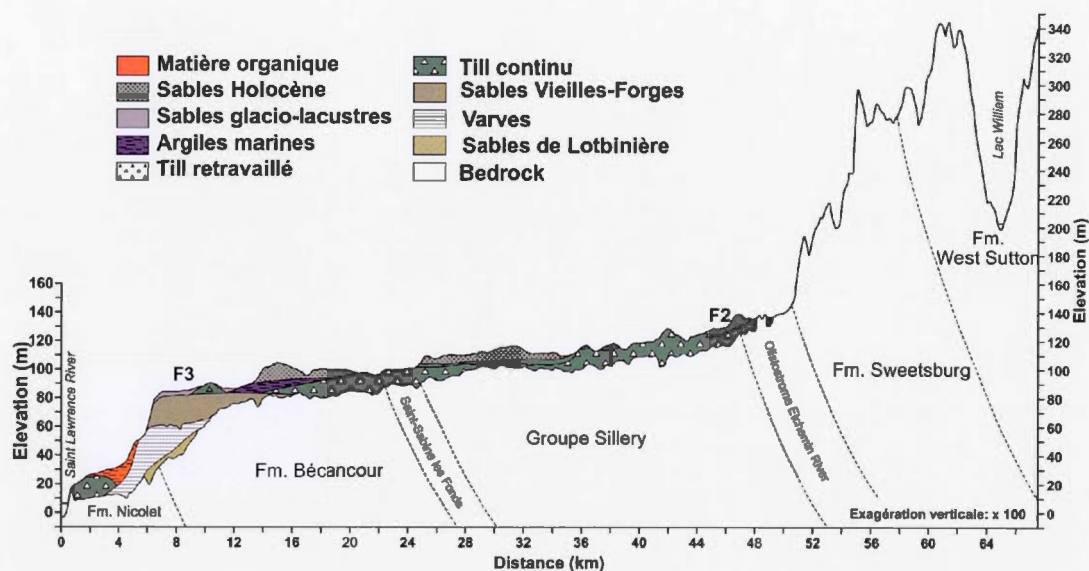 Matière organique
Sables Holocène
Sables glacio-lacustres
Argiles marines
Till retravaillé
Till continu
Sables Vieilles-Forges
Varves
Sables de Lotbinière
Bedrock
340
320
300
280
260
240
220
200
180
160
140
120
100
80
60
40
20
0
Elevation (m)
Lac William
Fm.
West Sutton
Fm. Sweetsburg
160
140
120
100
80
60
40
20
0
Elevation (m)
Saint Lawrence River
F3
F2
Fm. Nicolet
Fm. Bécancour
Saint-Sabine les Fonds
Groupe Sillery
Olistostrome Etchemin River
Exagération verticale: x 100
0 4 8 12 16 20 24 28 32 36 40 44 48 52 56 60 64
Distance (km)